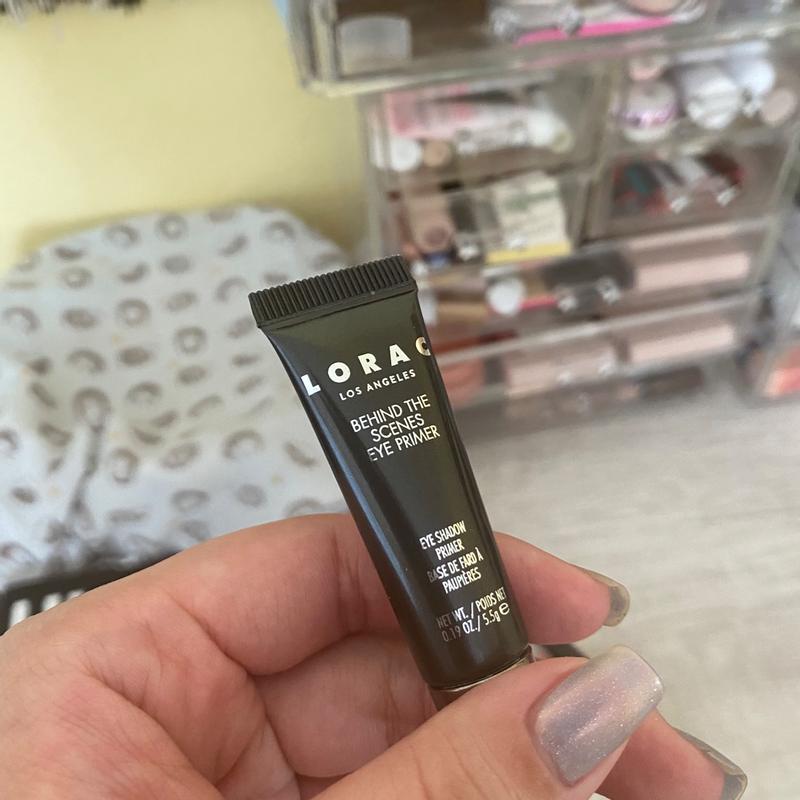 LORAC
LOS ANGELES
BEHIND THE
SCENES
EYE PRIMER
EYE SHADOW
PRIMER
BASE DE FARD À
PAUPIÈRES
NET WT. / POIDS NET
0.19 OZ./ 5.5g ℮